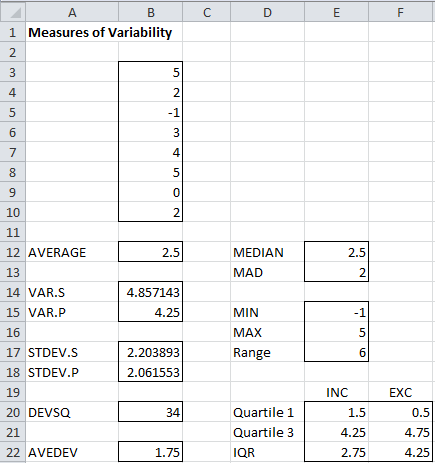 A B C D E F
1 Measures of Variability
2
3 5
4 2
5 -1
6 3
7 4
8 5
9 0
10 2
11
12 AVERAGE 2.5 MEDIAN 2.5
13 MAD 2
14 VAR.S 4.857143
15 VAR.P 4.25 MIN -1
16 MAX 5
17 STDEV.S 2.203893 Range 6
18 STDEV.P 2.061553
19 INC EXC
20 DEVSQ 34 Quartile 1 1.5 0.5
21 Quartile 3 4.25 4.75
22 AVEDEV 1.75 IQR 2.75 4.25